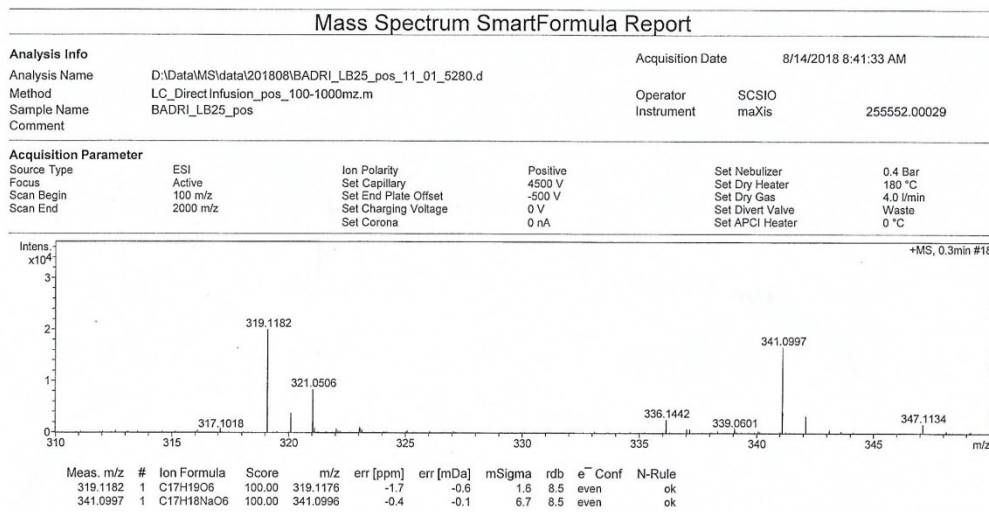 Mass Spectrum SmartFormula Report
Analysis Info
Acquisition Date 8/14/2018 8:41:33 AM
Analysis Name D:\Data\MS\data\201808\BADRI_LB25_pos_11_01_5280.d
Method LC_Direct Infusion_pos_100-1000mz.m
Operator SCSIO
Sample Name BADRI_LB25_pos
Instrument maXis 255552.00029
Comment
Acquisition Parameter
Source Type ESI Ion Polarity Positive Set Nebulizer 0.4 Bar
Focus Active Set Capillary 4500 V Set Dry Heater 180 °C
Scan Begin 100 m/z Set End Plate Offset -500 V Set Dry Gas 4.0 l/min
Scan End 2000 m/z Set Charging Voltage 0 V Set Divert Valve Waste
Set Corona 0 nA Set APCI Heater 0 °C
Intens. +MS, 0.3min #18
x10⁴
3
2
319.1182
341.0997
1
321.0506
336.1442
317.1018 339.0601 347.1134
0
310 315 320 325 330 335 340 345 m/z
Meas. m/z # Ion Formula Score m/z err [ppm] err [mDa] mSigma rdb e⁻ Conf N-Rule
319.1182 1 C17H19O6 100.00 319.1176 -1.7 -0.6 1.6 8.5 even ok
341.0997 1 C17H18NaO6 100.00 341.0996 -0.4 -0.1 6.7 8.5 even ok